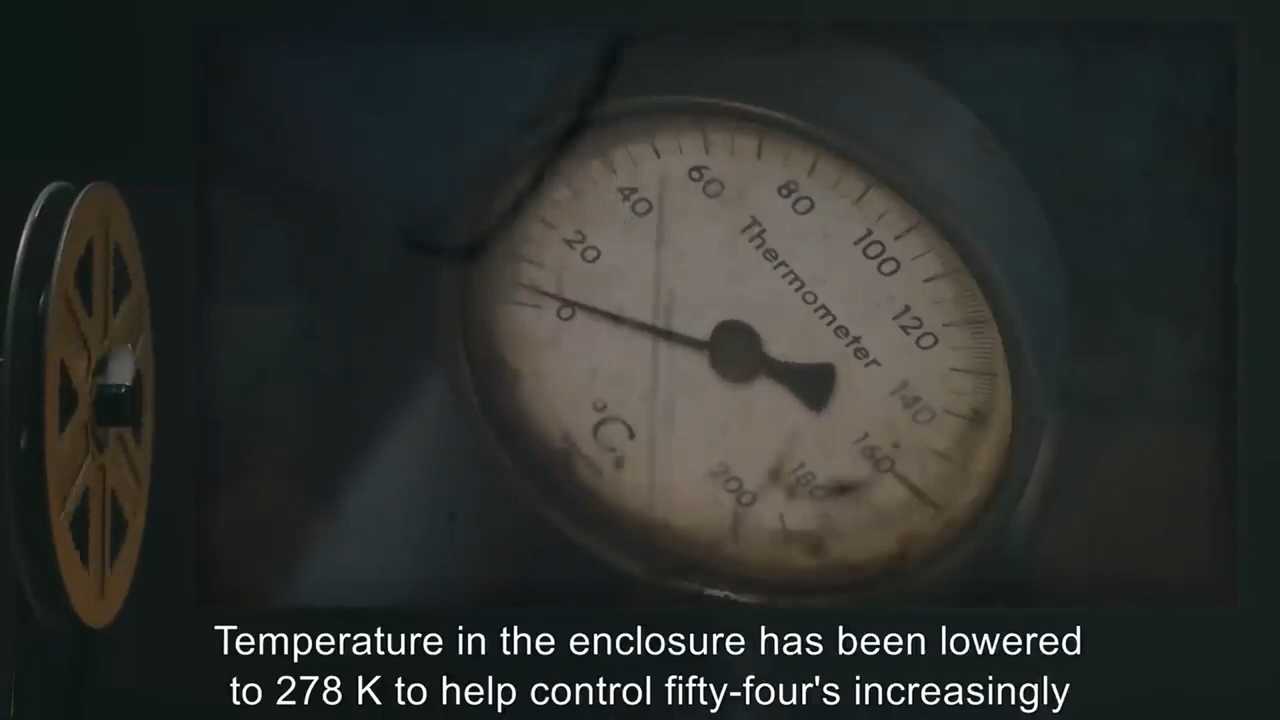 60
80
40
100
20
Thermometer
120
0
140
°C
160
180
200
Temperature in the enclosure has been lowered
to 278 K to help control fifty-four's increasingly